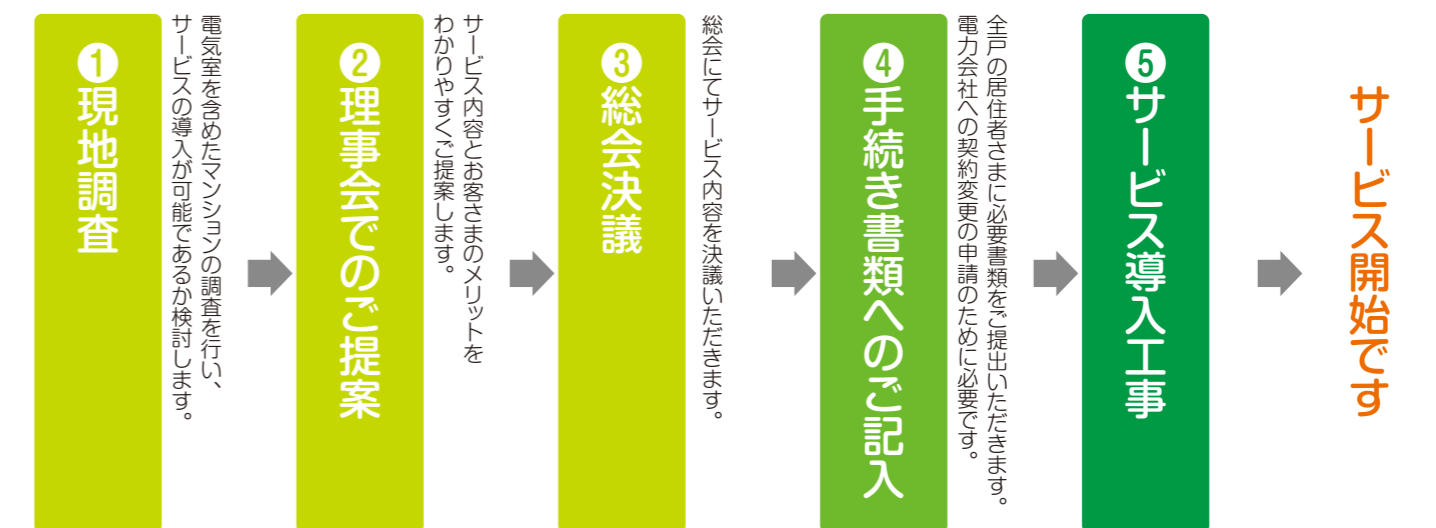 ❶現地調査
電気室を含めたマンションの調査を行い、
サービスの導入が可能であるか検討します。
❷理事会でのご提案
サービス内容とお客さまのメリットを
わかりやすくご提案します。
❸総会決議
総会にてサービス内容を決議いただきます。
❹手続き書類へのご記入
全戸の居住者さまに必要書類をご提出いただきます。
電力会社への契約変更の申請のために必要です。
❺サービス導入工事
サービス開始です